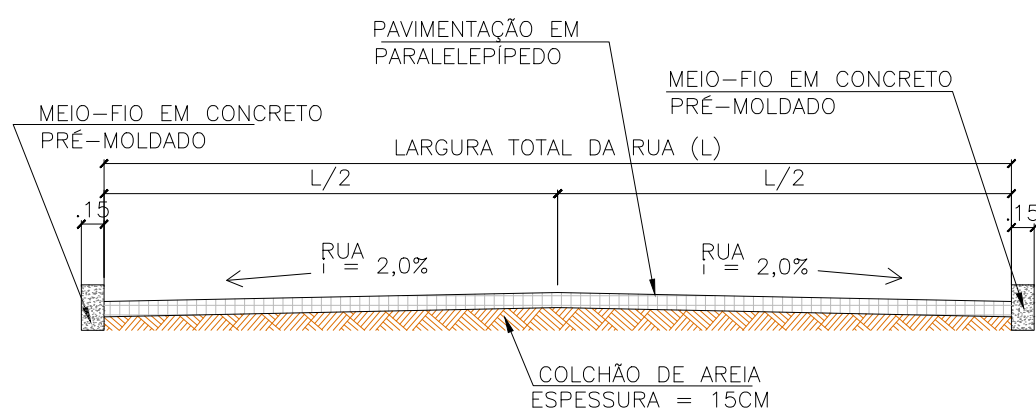 PAVIMENTAÇÃO EM
PARALELEPÍPEDO
MEIO-FIO EM CONCRETO
PRÉ-MOLDADO
MEIO-FIO EM CONCRETO
PRÉ-MOLDADO
LARGURA TOTAL DA RUA (L)
L/2
L/2
.15
.15
RUA
i = 2,0%
RUA
i = 2,0%
COLCHÃO DE AREIA
ESPESSURA = 15CM